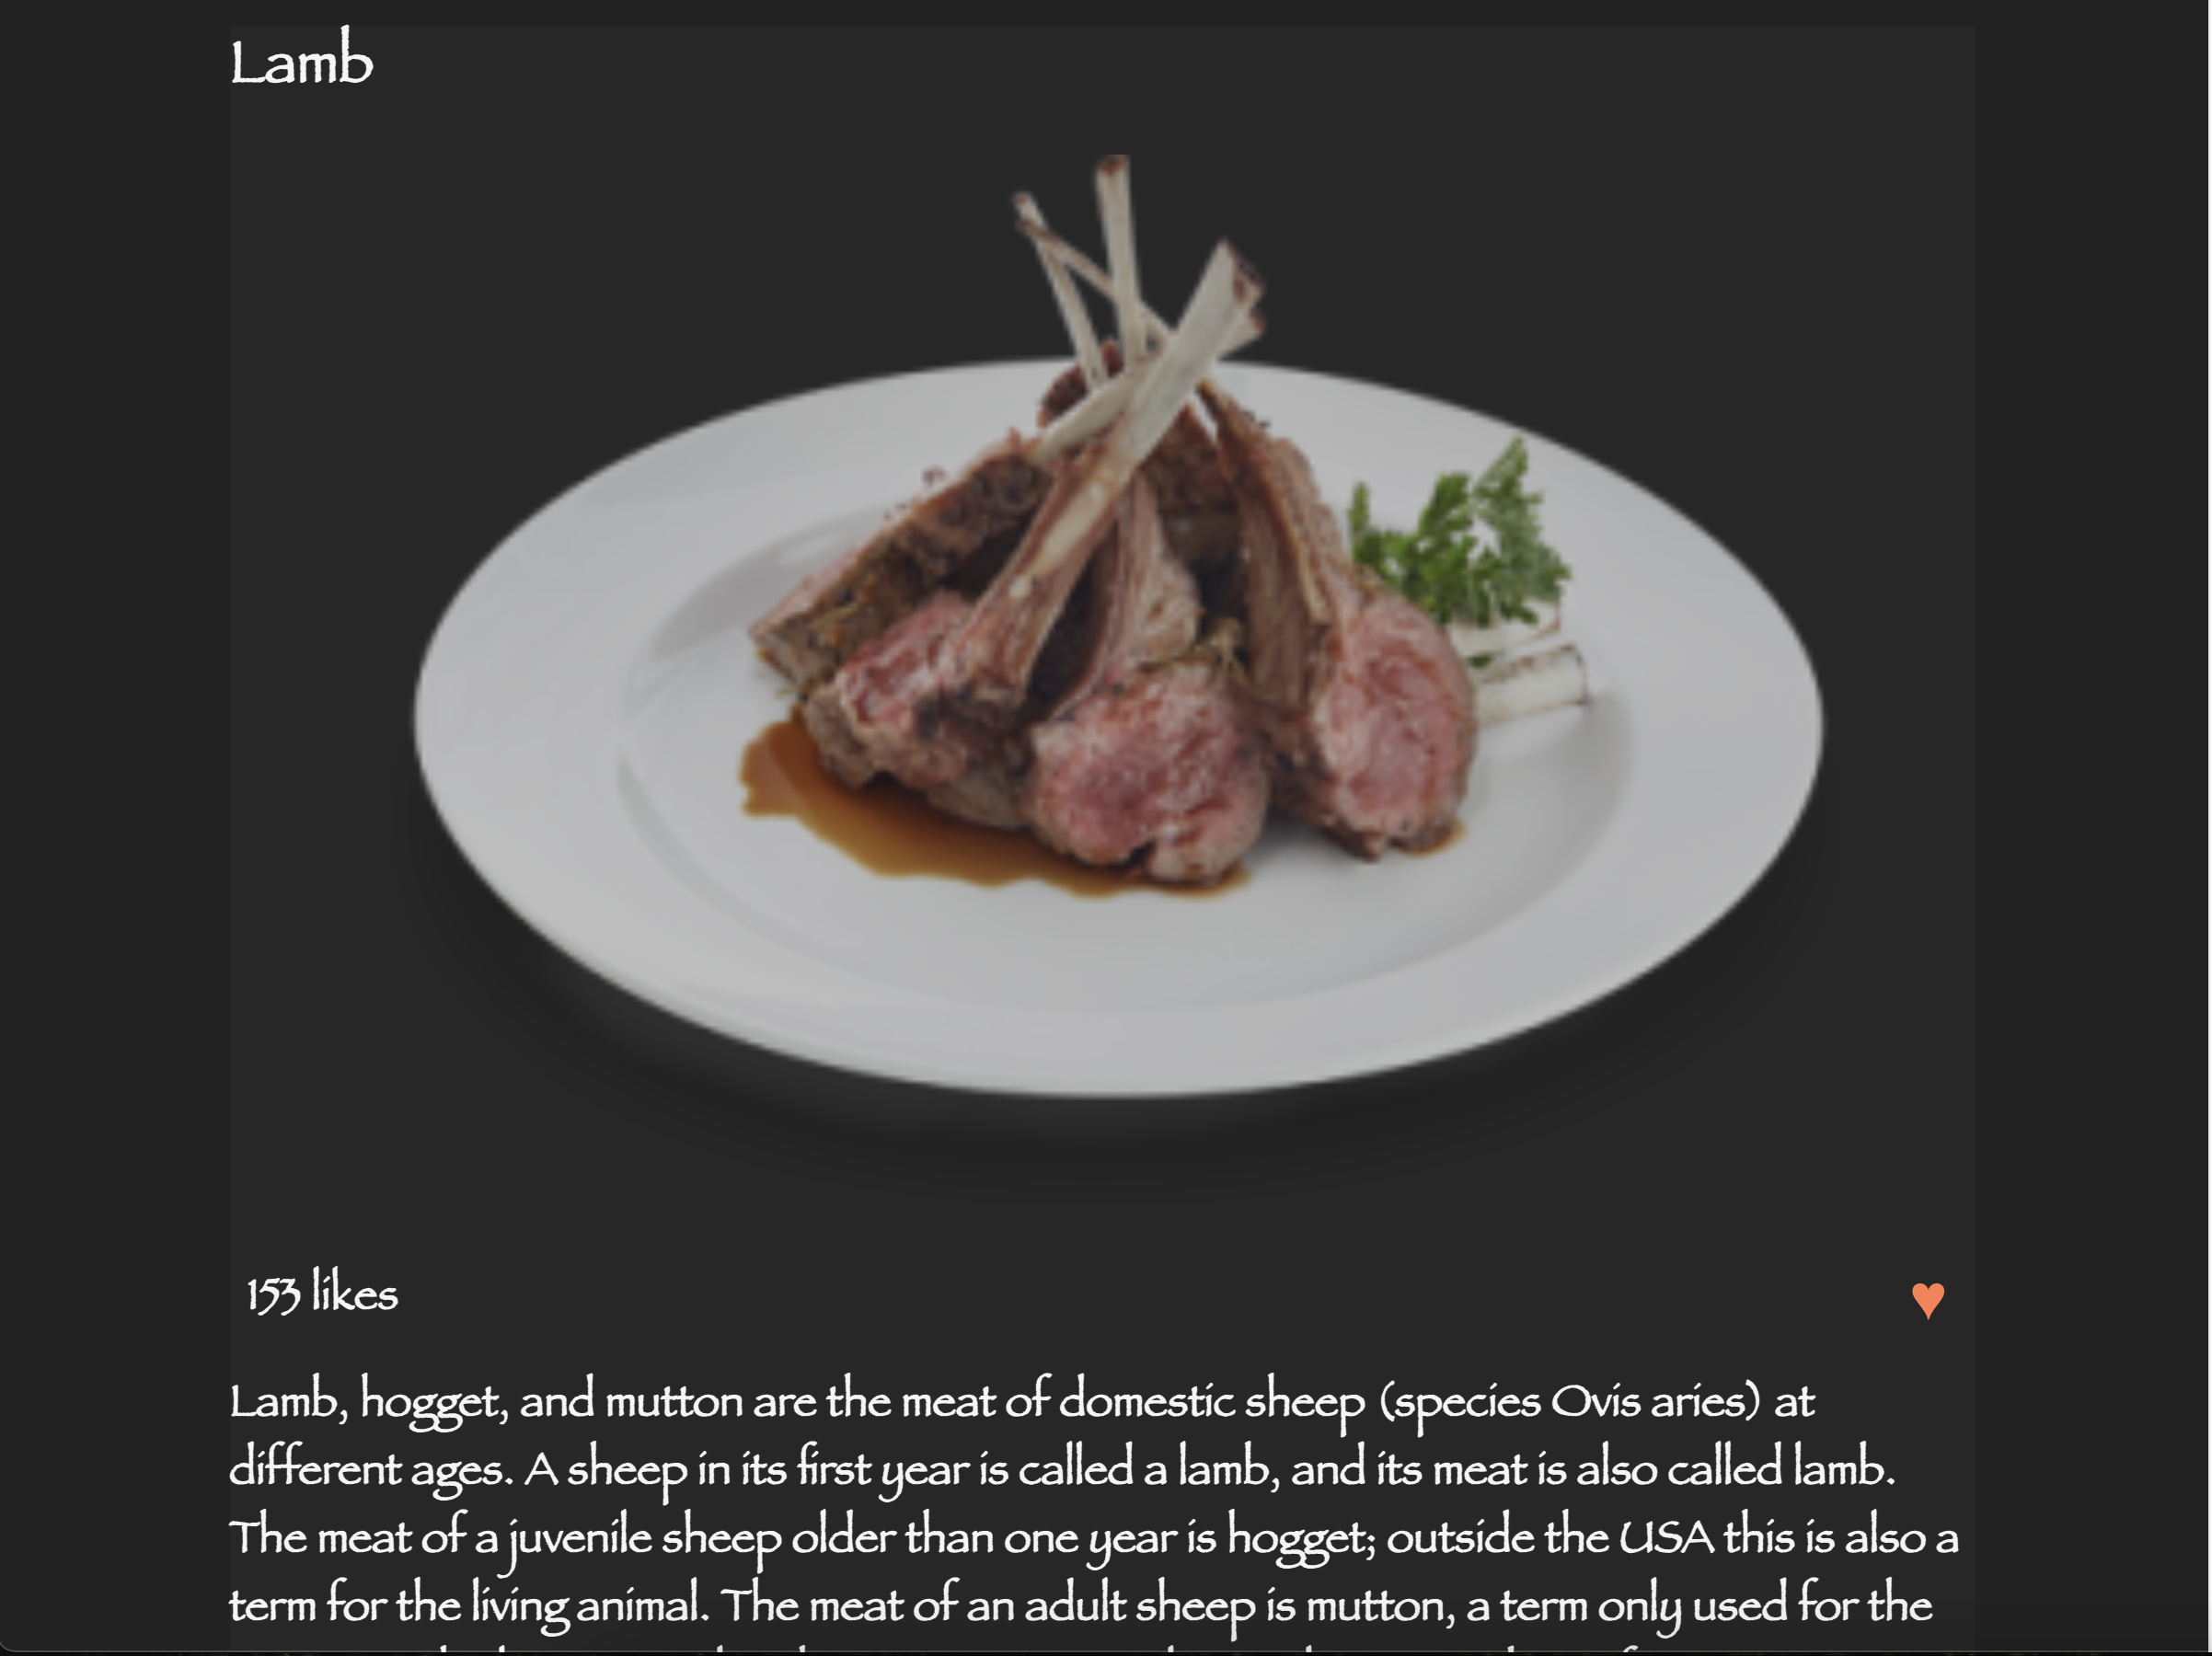 Lamb
153 likes
Lamb, hogget, and mutton are the meat of domestic sheep (species Ovis aries) at
different ages. A sheep in its first year is called a lamb, and its meat is also called lamb.
The meat of a juvenile sheep older than one year is hogget; outside the USA this is also a
term for the living animal. The meat of an adult sheep is mutton, a term only used for the